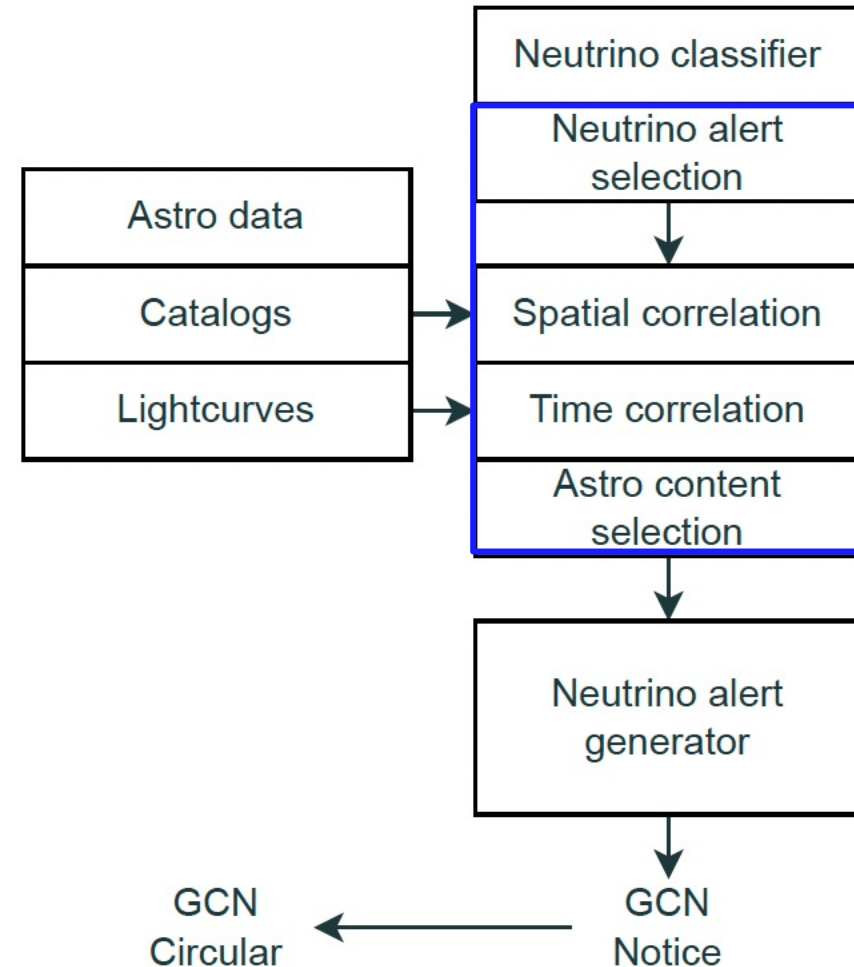 Neutrino classifier
Neutrino alert
selection
Astro data
Catalogs
Lightcurves
Spatial correlation
Time correlation
Astro content
selection
Neutrino alert
generator
GCN
Circular
GCN
Notice